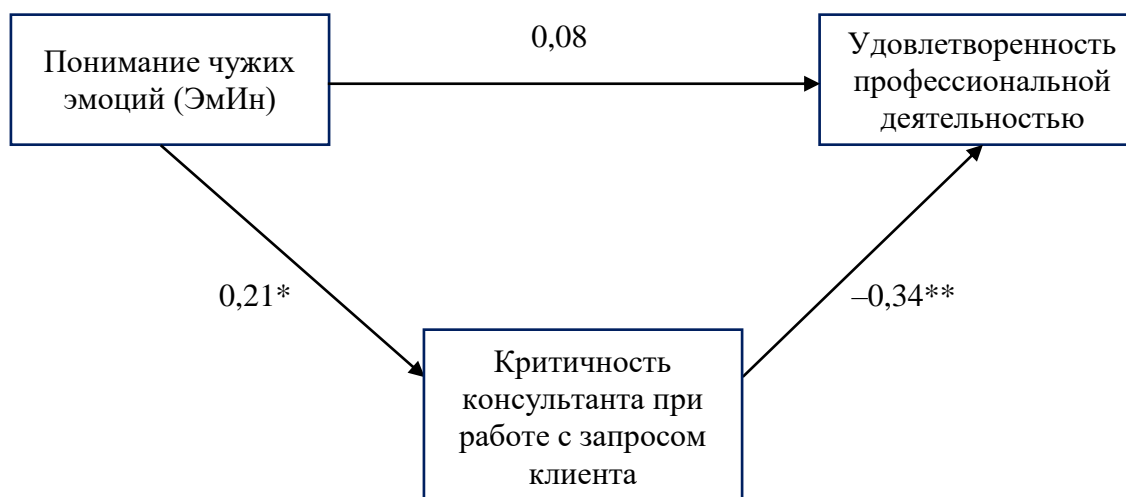 0,08
Понимание чужих
эмоций (ЭмИн)
Удовлетворенность
профессиональной
деятельностью
0,21*
–0,34**
Критичность
консультанта при
работе с запросом
клиента